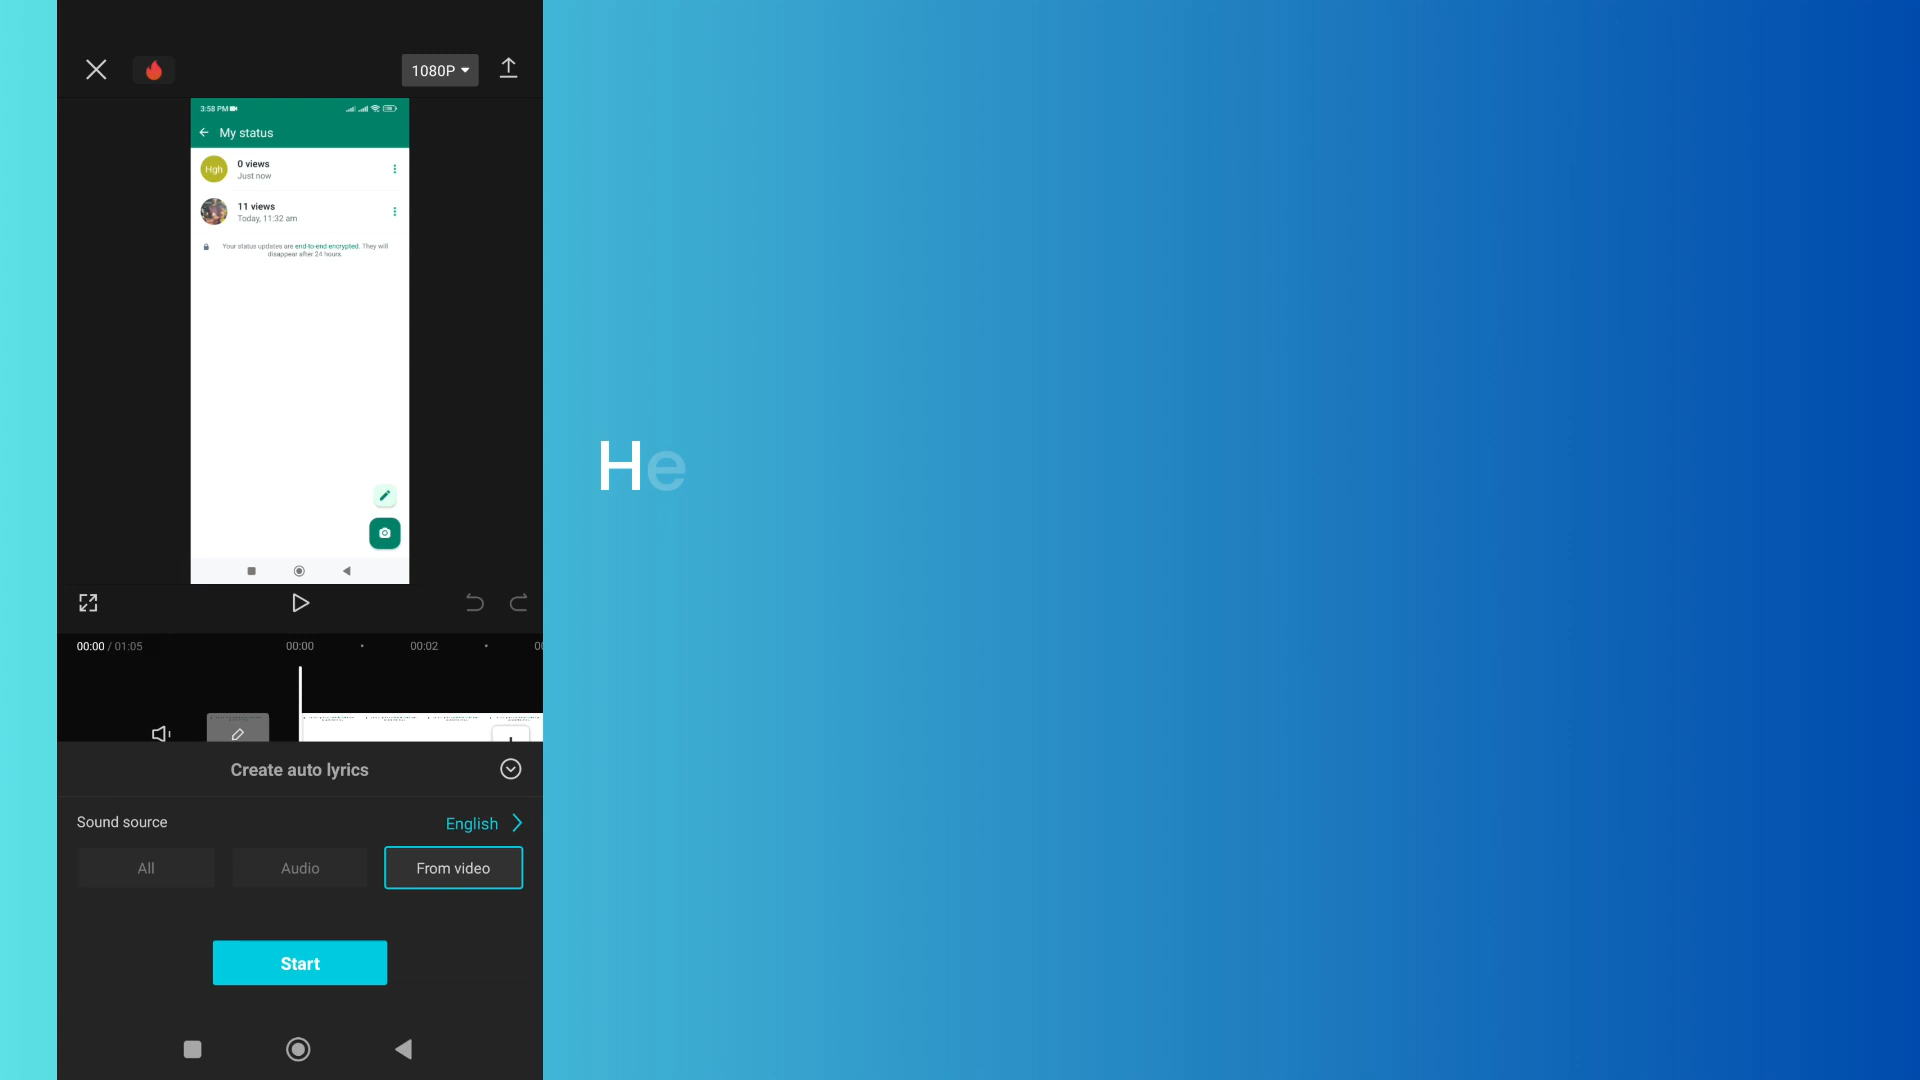 1080P
3:58 PM
My status
Hgh
0 views
Just now
11 views
Today, 11:32 am
Your status updates are end-to-end encrypted. They will
disappear after 24 hours.
He
00:00 / 01:05
00:00
00:02
Create auto lyrics
Sound source
English
All
Audio
From video
Start